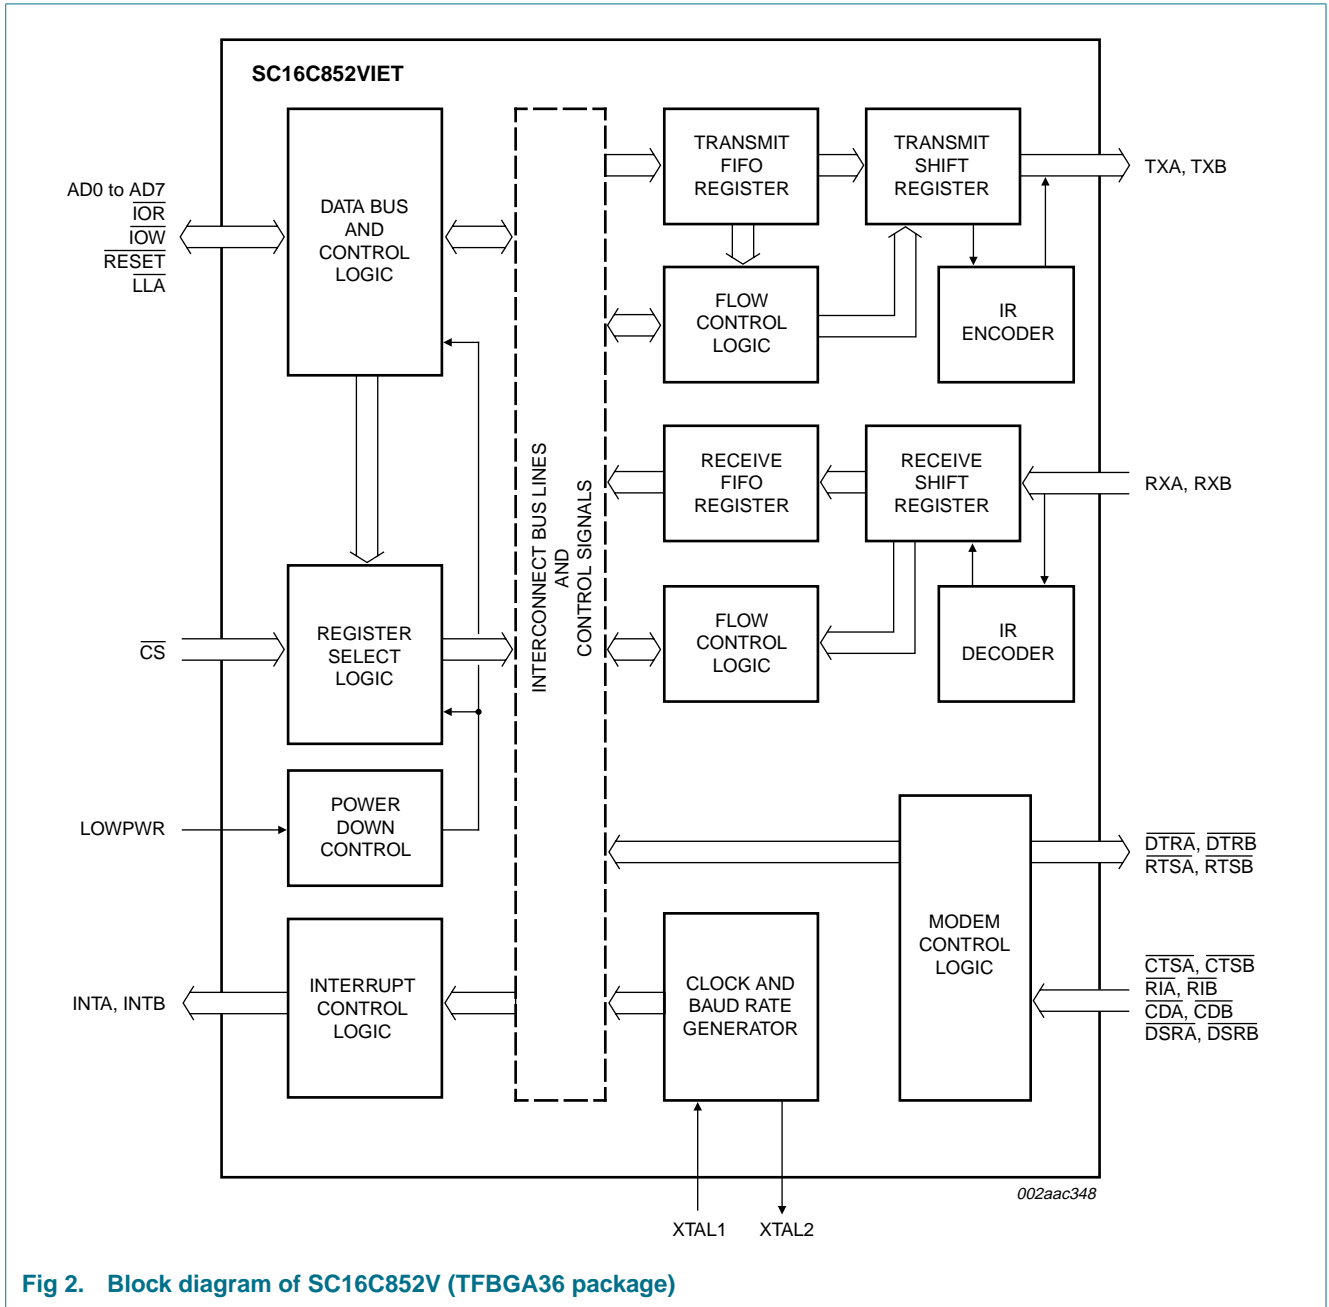 SC16C852VIET
AD0 to AD7
IOR
IOW
RESET
LLA
DATA BUS
AND
CONTROL
LOGIC
TRANSMIT
FIFO
REGISTER
TRANSMIT
SHIFT
REGISTER
TXA, TXB
FLOW
CONTROL
LOGIC
IR
ENCODER
INTERCONNECT BUS LINES
AND
CONTROL SIGNALS
RECEIVE
FIFO
REGISTER
RECEIVE
SHIFT
REGISTER
RXA, RXB
CS
REGISTER
SELECT
LOGIC
FLOW
CONTROL
LOGIC
IR
DECODER
LOWPWR
POWER
DOWN
CONTROL
DTRA, DTRB
RTSA, RTSB
MODEM
CONTROL
LOGIC
CTSA, CTSB
RIA, RIB
CDA, CDB
DSRA, DSRB
INTA, INTB
INTERRUPT
CONTROL
LOGIC
CLOCK AND
BAUD RATE
GENERATOR
XTAL1
XTAL2
002aac348
Fig 2. Block diagram of SC16C852V (TFBGA36 package)